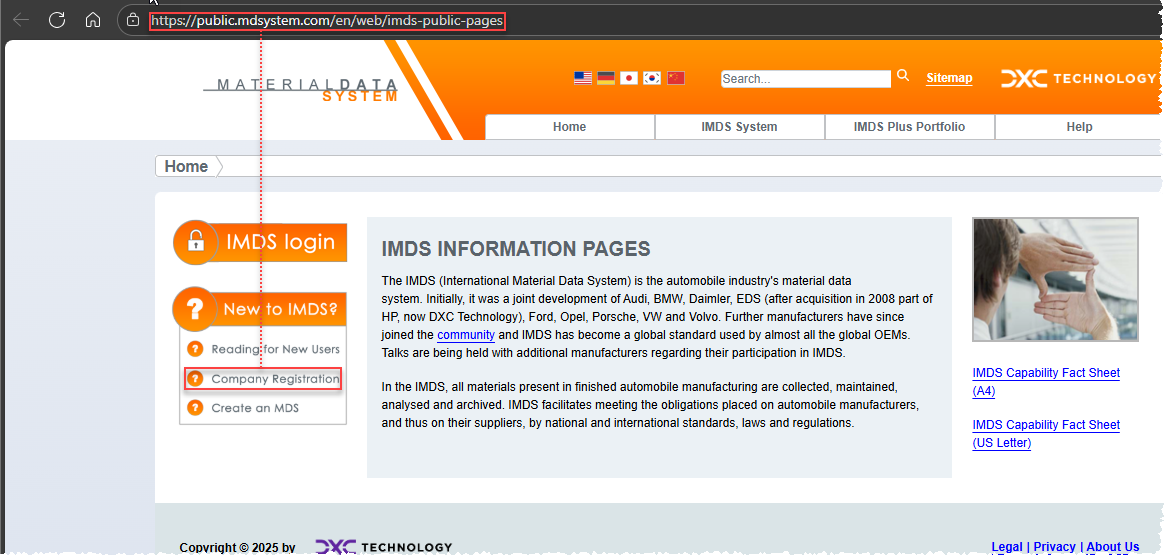 https://public.mdsystem.com/en/web/imds-public-pages
MATERIALDATA
SYSTEM
Search...
Sitemap
DXC TECHNOLOGY
Home
IMDS System
IMDS Plus Portfolio
Help
Home
IMDS login
New to IMDS?
Reading for New Users
Company Registration
Create an MDS
IMDS INFORMATION PAGES
The IMDS (International Material Data System) is the automobile industry's material data
system. Initially, it was a joint development of Audi, BMW, Daimler, EDS (after acquisition in 2008 part of
HP, now DXC Technology), Ford, Opel, Porsche, VW and Volvo. Further manufacturers have since
joined the community and IMDS has become a global standard used by almost all the global OEMs.
Talks are being held with additional manufacturers regarding their participation in IMDS.
In the IMDS, all materials present in finished automobile manufacturing are collected, maintained,
analysed and archived. IMDS facilitates meeting the obligations placed on automobile manufacturers,
and thus on their suppliers, by national and international standards, laws and regulations.
IMDS Capability Fact Sheet
(A4)
IMDS Capability Fact Sheet
(US Letter)
Copyright © 2025 by
DXC TECHNOLOGY
Legal | Privacy | About Us